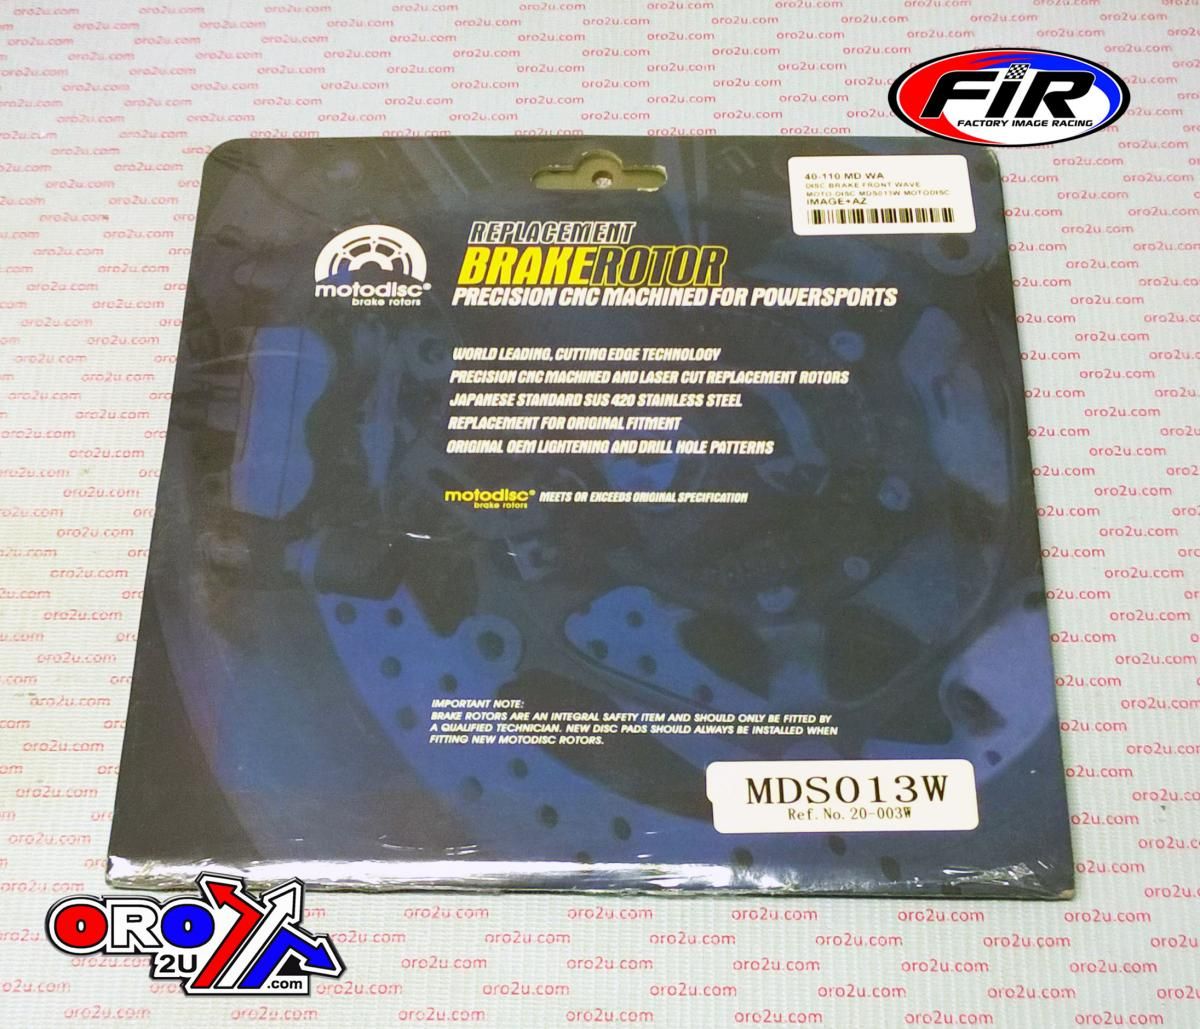 FiR
FACTORY IMAGE RACING
40-110 MD WA
DISC BRAKE FRONT WAVE
MOTO-DISC MDS013W MOTODISC
IMAGE+AZ
REPLACEMENT
BRAKEROTOR
PRECISION CNC MACHINED FOR POWERSPORTS
motodisc®
brake rotors
WORLD LEADING, CUTTING EDGE TECHNOLOGY
PRECISION CNC MACHINED AND LASER CUT REPLACEMENT ROTORS
JAPANESE STANDARD SUS 420 STAINLESS STEEL
REPLACEMENT FOR ORIGINAL FITMENT
ORIGINAL OEM LIGHTENING AND DRILL HOLE PATTERNS
motodisc® MEETS OR EXCEEDS ORIGINAL SPECIFICATION
brake rotors
IMPORTANT NOTE:
BRAKE ROTORS ARE AN INTEGRAL SAFETY ITEM AND SHOULD ONLY BE FITTED BY
A QUALIFIED TECHNICIAN. NEW DISC PADS SHOULD ALWAYS BE INSTALLED WHEN
FITTING NEW MOTODISC ROTORS.
MDS013W
Ref. No. 20-003W
ORO
2U
.com
oro2u.com